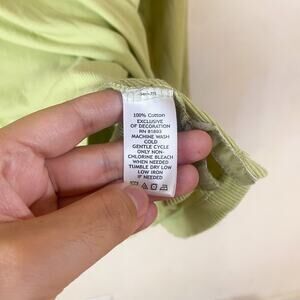 100% Cotton
EXCLUSIVE
OF DECORATION
RN 81893
MACHINE WASH
COLD
GENTLE CYCLE
ONLY NON-
CHLORINE BLEACH
WHEN NEEDED
TUMBLE DRY LOW
LOW IRON
IF NEEDED